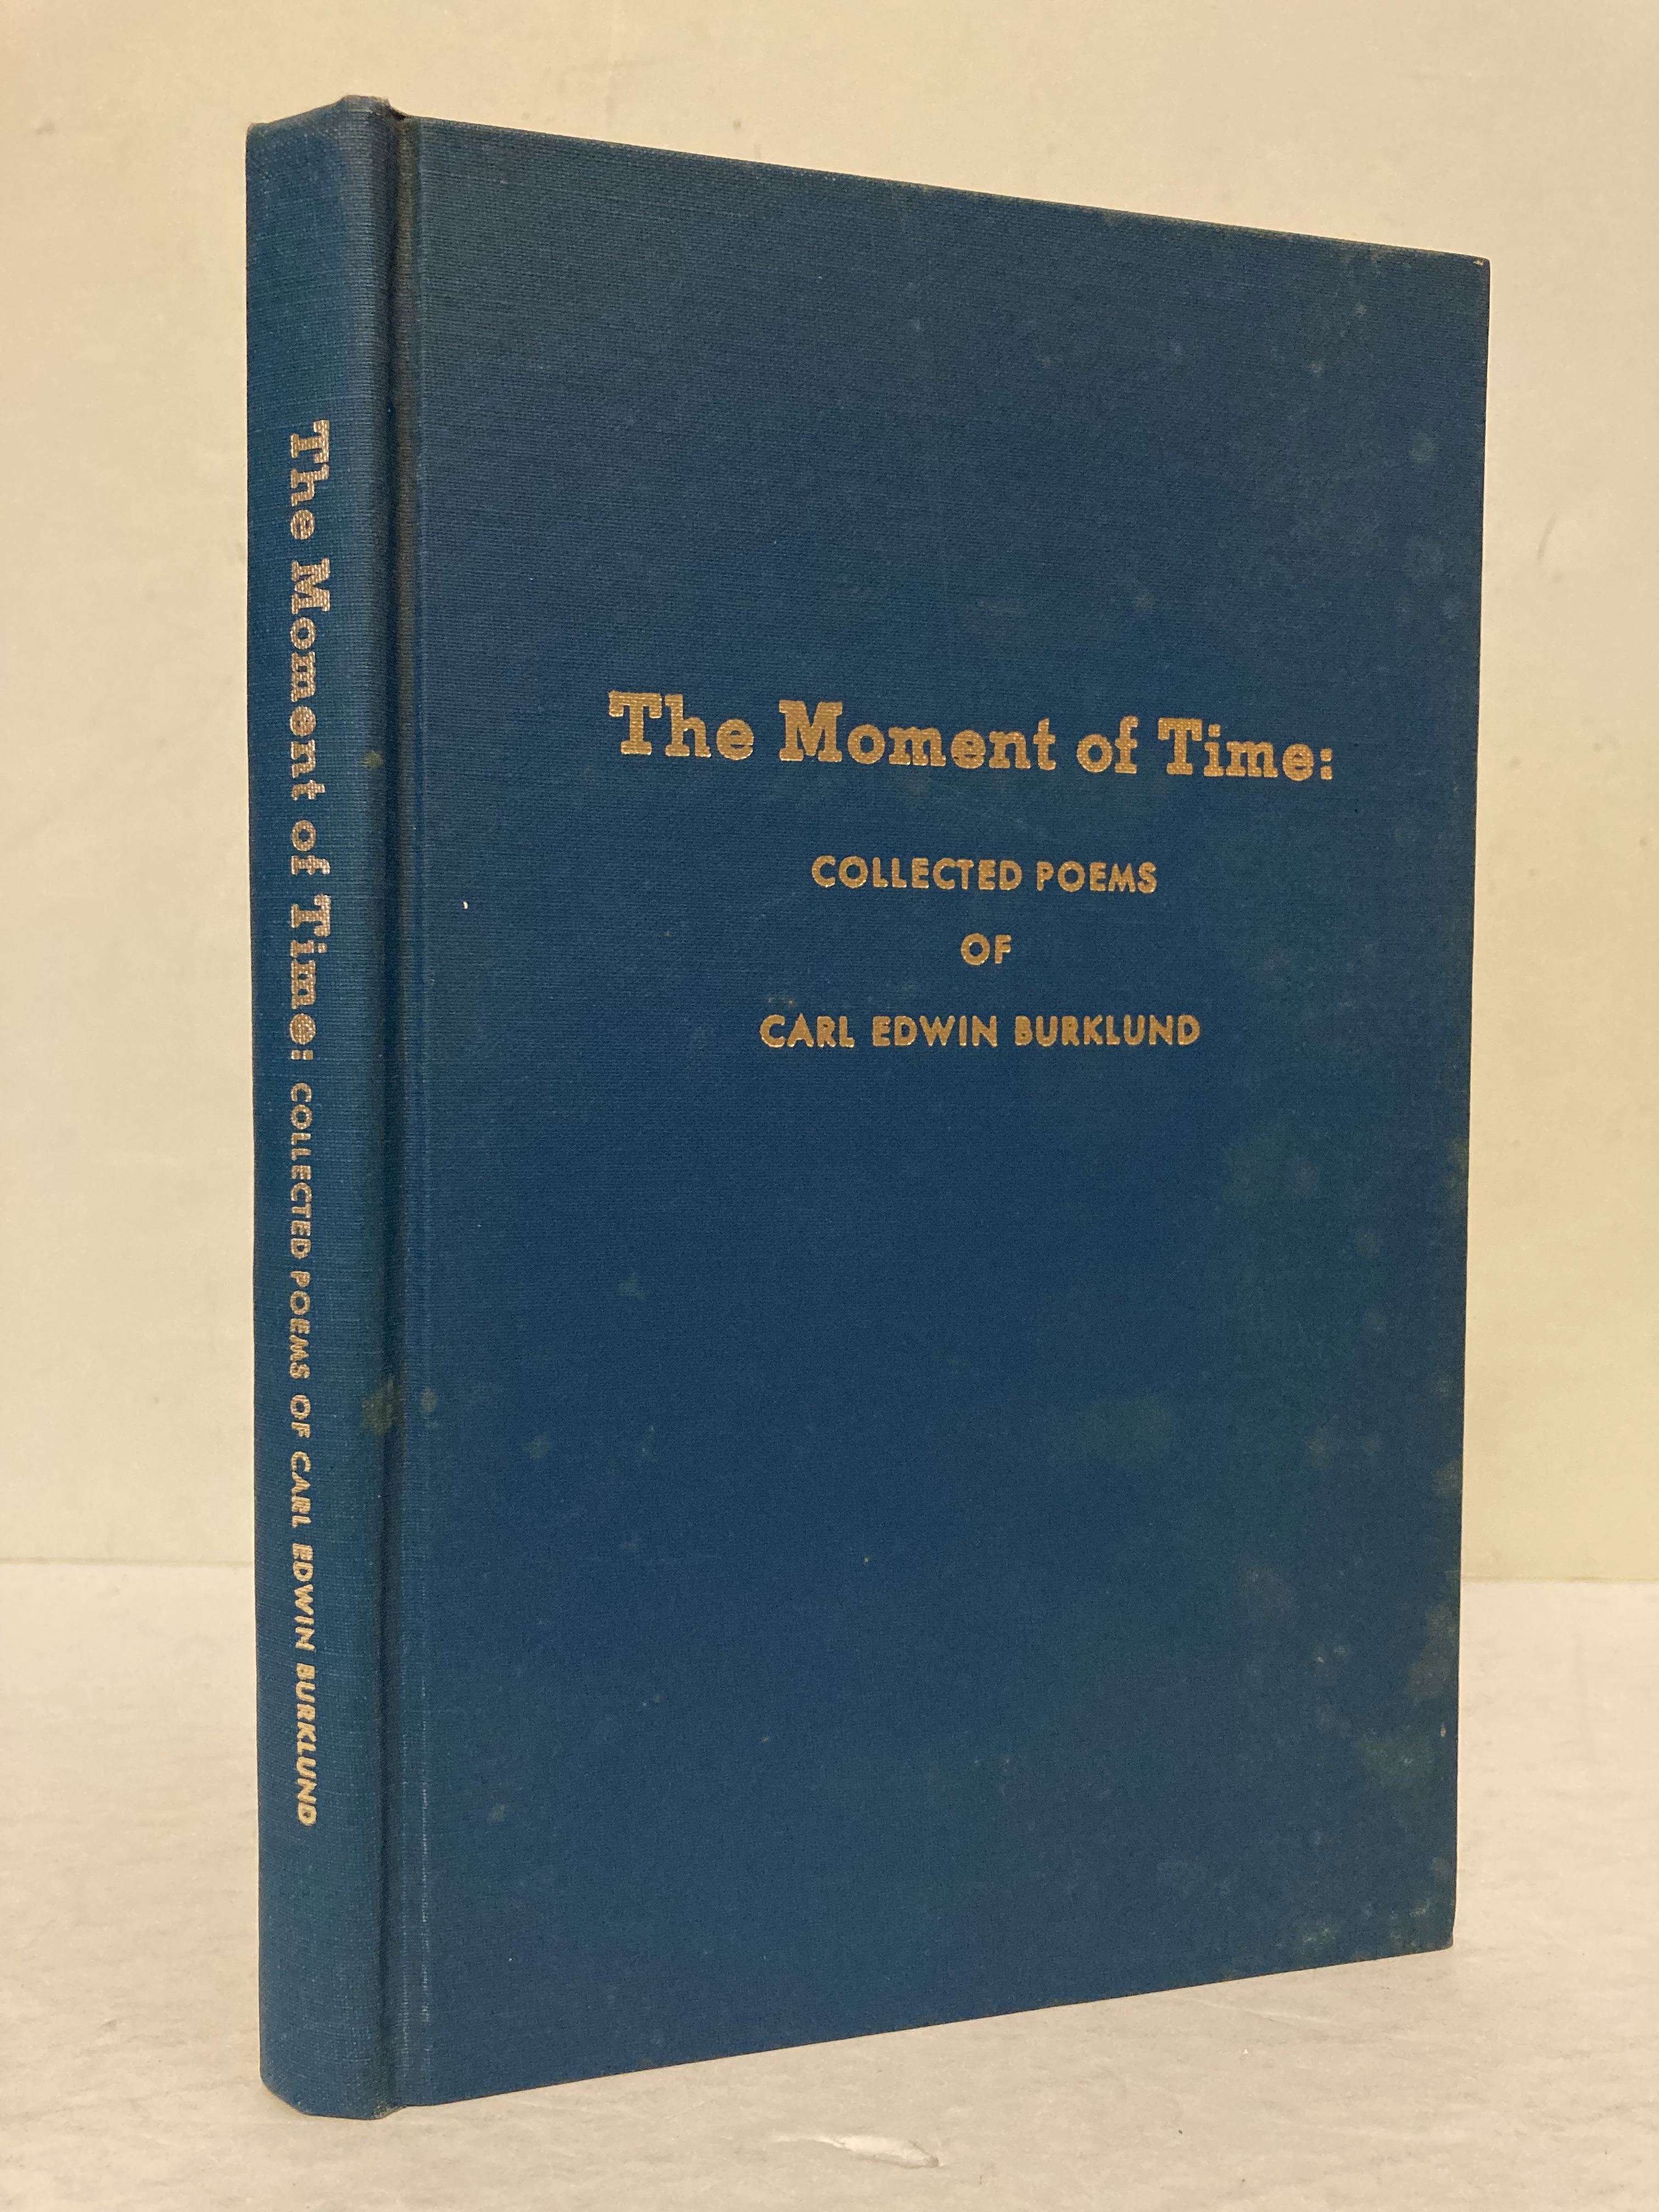 The Moment of Time: COLLECTED POEMS OF CARL EDWIN BURKLUND
The Moment of Time:
COLLECTED POEMS
OF
CARL EDWIN BURKLUND